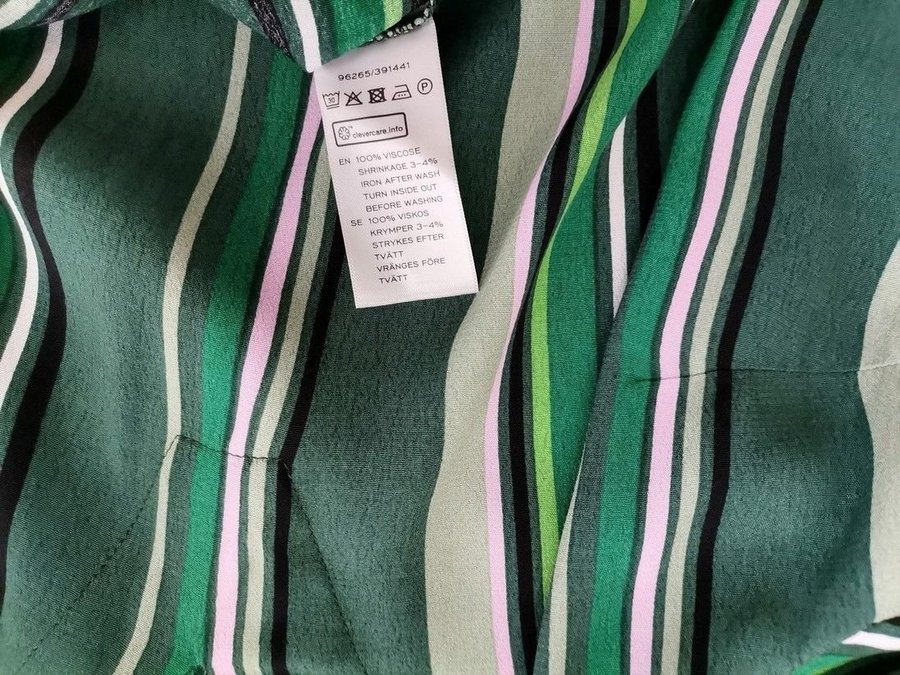 96265/391441
30 P
clevercare.info
EN 100% VISCOSE
SHRINKAGE 3-4%
IRON AFTER WASH
TURN INSIDE OUT
BEFORE WASHING
SE 100% VISKOS
KRYMPER 3-4%
STRYKES EFTER
TVÄTT
VRÄNGES FÖRE
TVÄTT